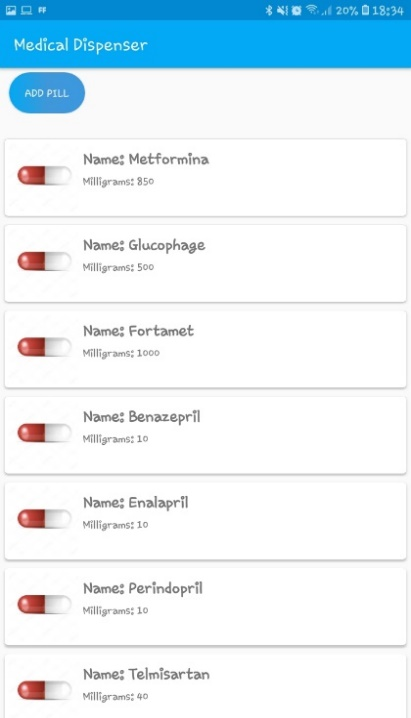 20% 18:34
Medical Dispenser
ADD PILL
Name: Metformina
Milligrams: 850
Name: Glucophage
Milligrams: 500
Name: Fortamet
Milligrams: 1000
Name: Benazepril
Milligrams: 10
Name: Enalapril
Milligrams: 10
Name: Perindopril
Milligrams: 10
Name: Telmisartan
Milligrams: 40